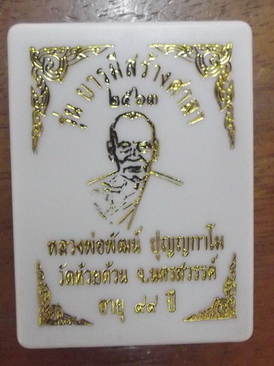 รุ่น บารมีสร้างศาลา
๒๕๖๓
หลวงพ่อพัฒน์ ปุญญกาโม
วัดห้วยด้วน จ.นครสวรรค์
อายุ ๙๙ ปี